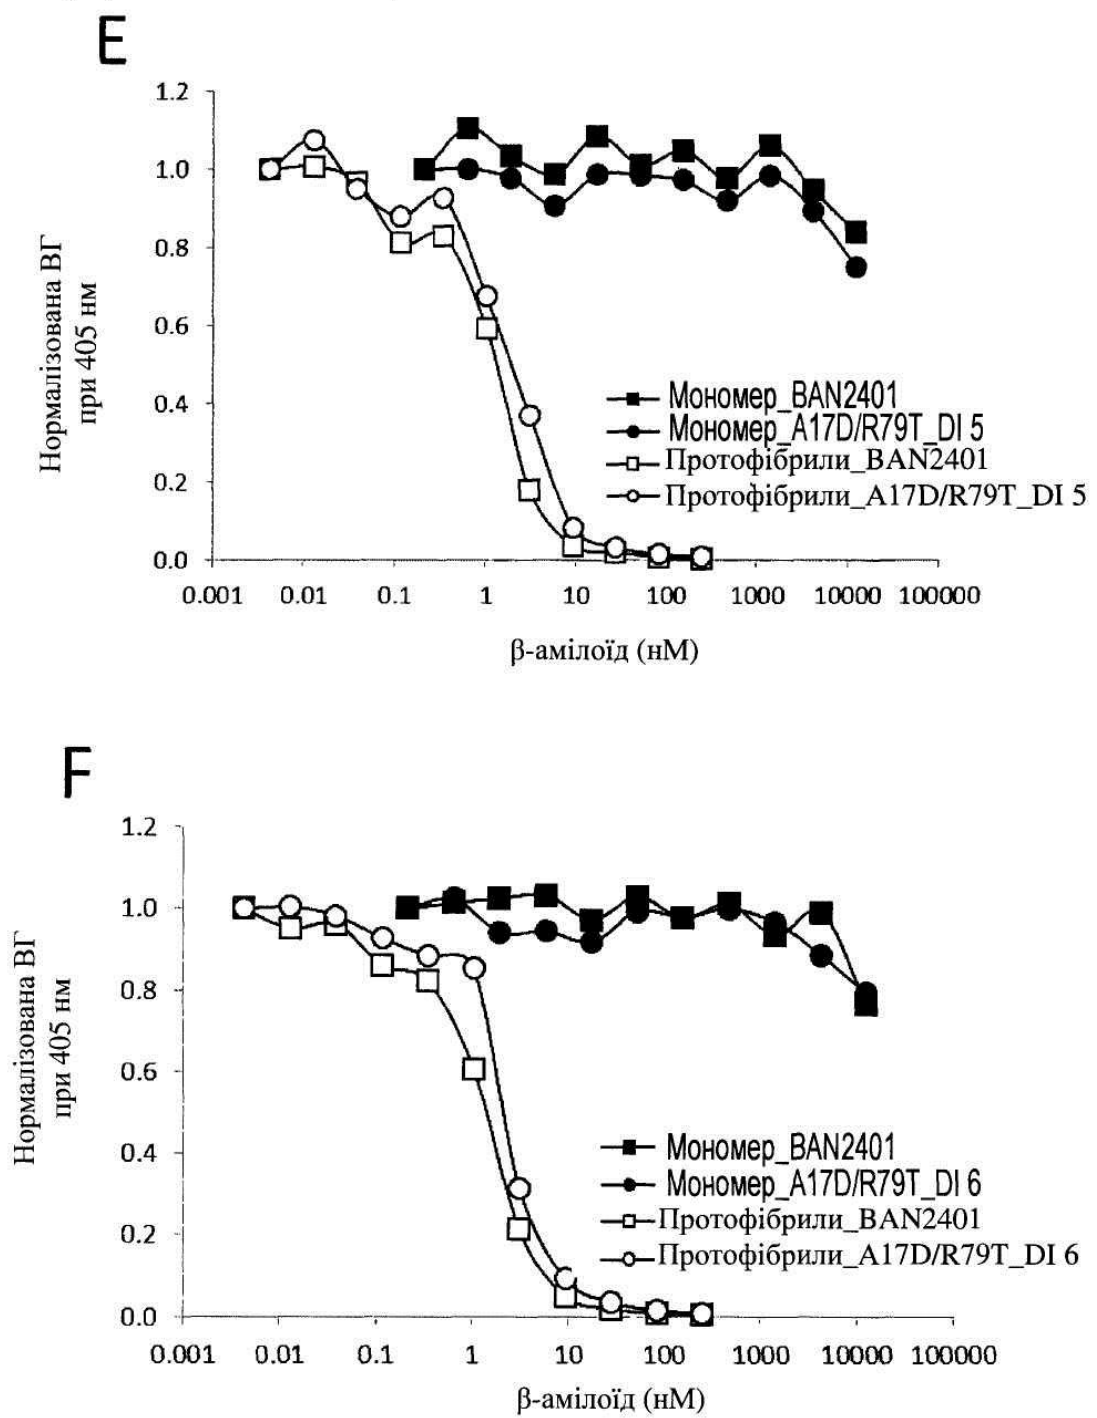 E
1.2
1.0
0.8
0.6
0.4
0.2
0.0
Нормалізована ВГ
при 405 нм
Мономер_BAN2401
Мономер_A17D/R79T_DI 5
Протофібрили_BAN2401
Протофібрили_A17D/R79T_DI 5
0.001 0.01 0.1 1 10 100 1000 10000 100000
β-амілоїд (нМ)
F
1.2
1.0
0.8
0.6
0.4
0.2
0.0
Нормалізована ВГ
при 405 нм
Мономер_BAN2401
Мономер_A17D/R79T_DI 6
Протофібрили_BAN2401
Протофібрили_A17D/R79T_DI 6
0.001 0.01 0.1 1 10 100 1000 10000 100000
β-амілоїд (нМ)